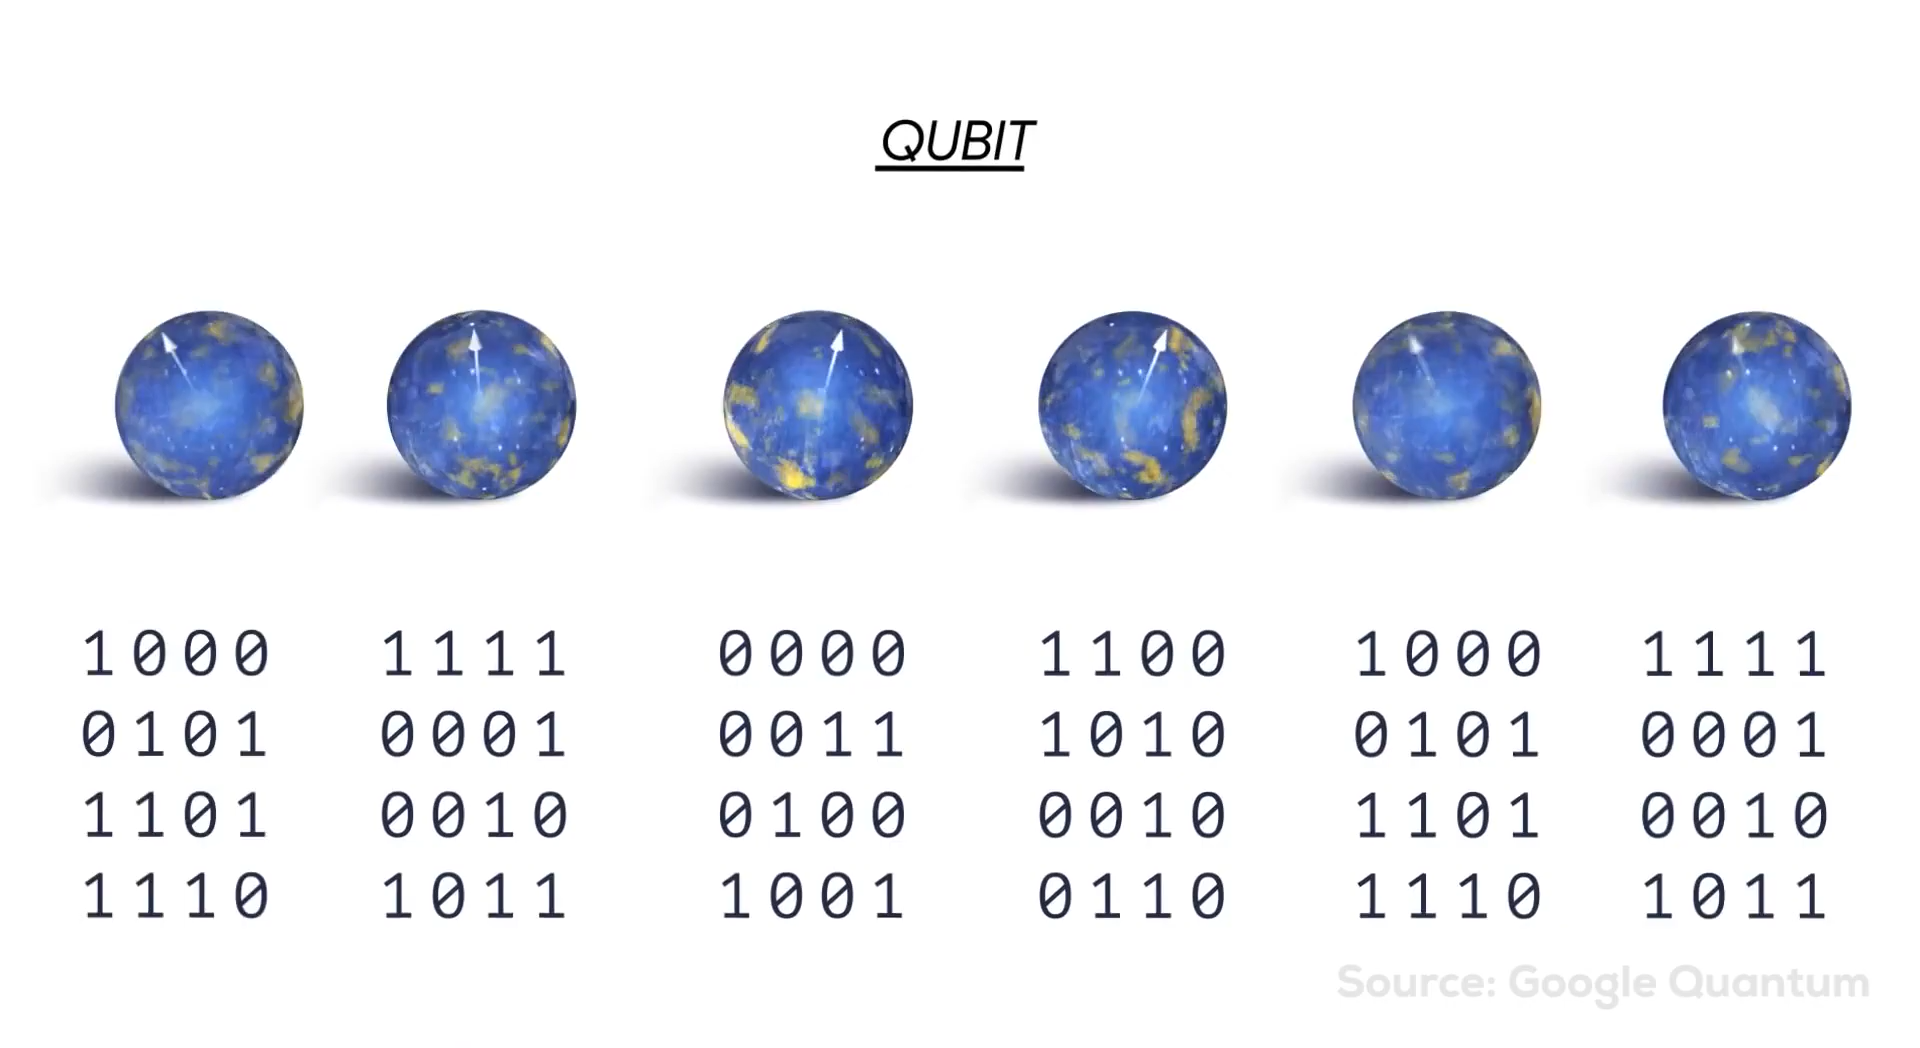 QUBIT
1000 1111 0000 1100 1000 1111
0101 0001 0011 1010 0101 0001
1101 0010 0100 0010 1101 0010
1110 1011 1001 0110 1110 1011
Source: Google Quantum